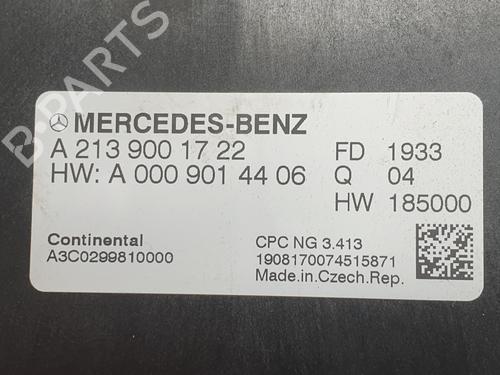 MERCEDES-BENZ
A 213 900 17 22 FD 1933
HW: A 000 901 44 06 Q 04
HW 185000
Continental CPC NG 3.413
A3C0299810000 1908170074515871
Made.in.Czech.Rep.
B-PARTS